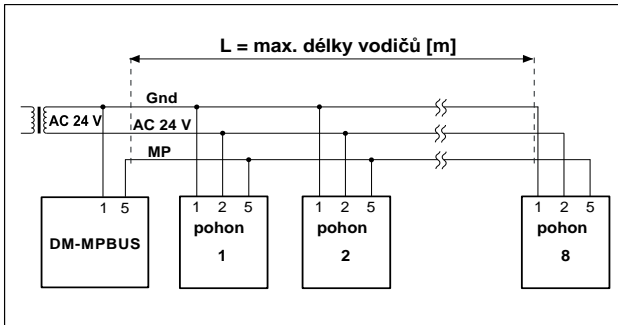 L = max. délky vodičů [m]
Gnd
AC 24 V
AC 24 V
MP
1 5
DM-MPBUS
1 2 5
pohon
1
1 2 5
pohon
2
1 2 5
pohon
8